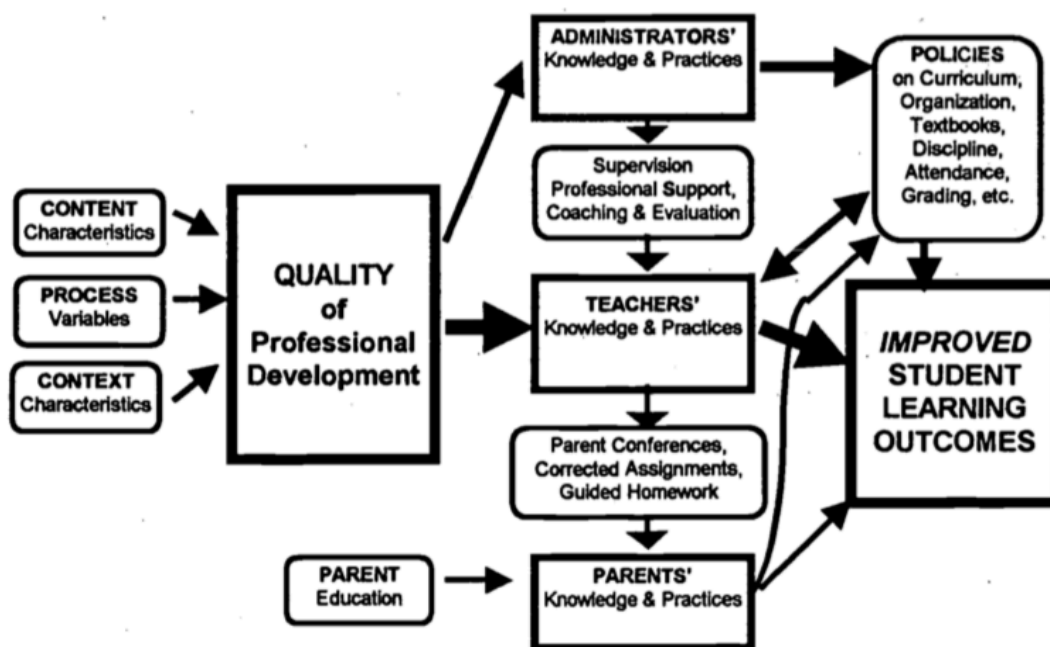 CONTENT
Characteristics
PROCESS
Variables
CONTEXT
Characteristics
QUALITY
of
Professional
Development
ADMINISTRATORS'
Knowledge & Practices
Supervision
Professional Support,
Coaching & Evaluation
TEACHERS'
Knowledge & Practices
Parent Conferences,
Corrected Assignments,
Guided Homework
PARENT
Education
PARENTS'
Knowledge & Practices
POLICIES
on Curriculum,
Organization,
Textbooks,
Discipline,
Attendance,
Grading, etc.
IMPROVED
STUDENT
LEARNING
OUTCOMES